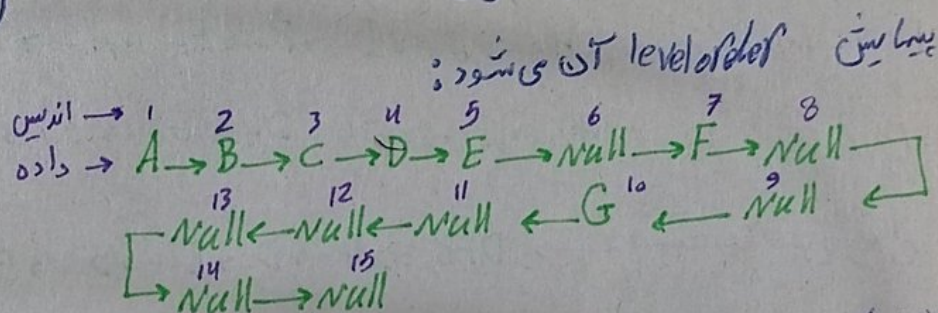 پیمایش levelorder آن می‌شود:
اندیس → 1 2 3 4 5 6 7 8
داده → A → B → C → D → E → Null → F → Null
13 12 11 10 9
Null ← Null ← Null ← G ← Null
14 15
Null → Null